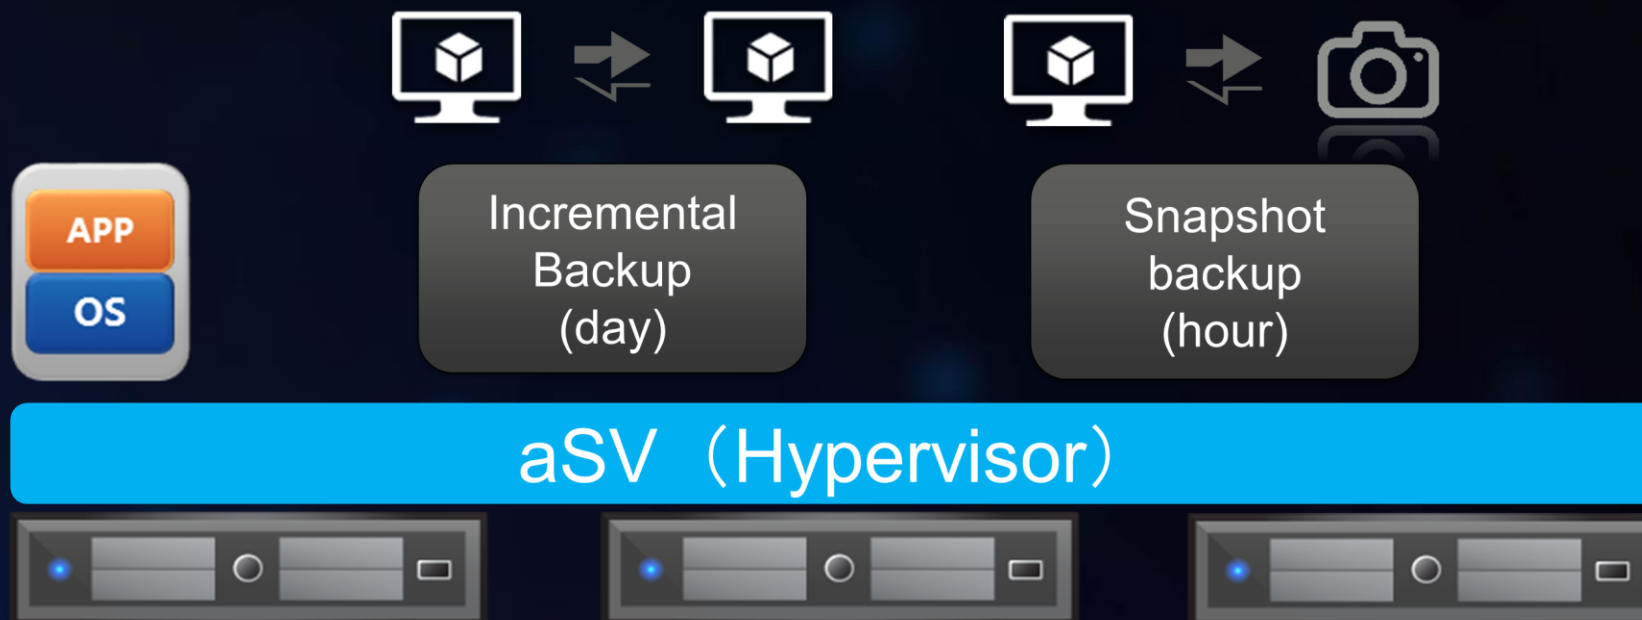 APP
OS
Incremental
Backup
(day)
Snapshot
backup
(hour)
aSV（Hypervisor）